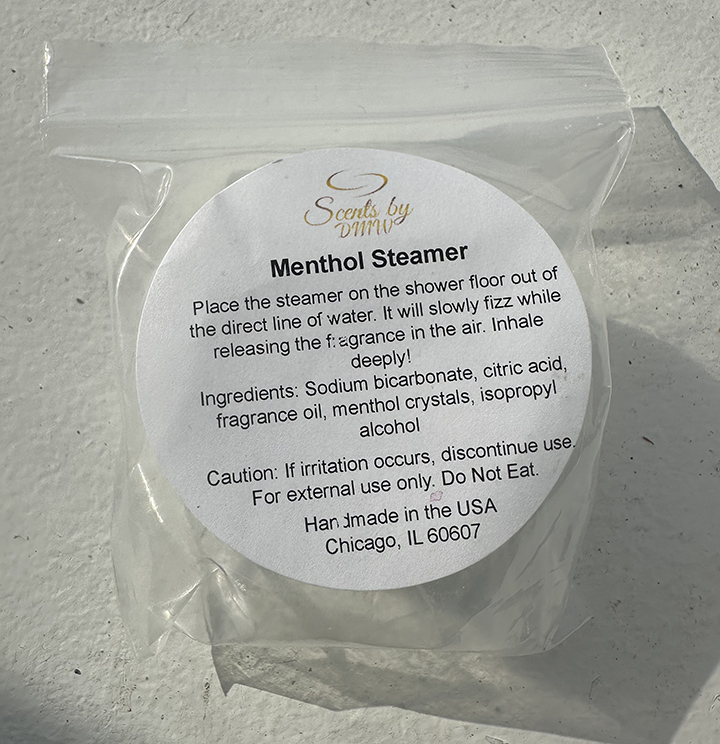 Scents by
DMW
Menthol Steamer
Place the steamer on the shower floor out of
the direct line of water. It will slowly fizz while
releasing the fragrance in the air. Inhale
deeply!
Ingredients: Sodium bicarbonate, citric acid,
fragrance oil, menthol crystals, isopropyl
alcohol
Caution: If irritation occurs, discontinue use.
For external use only. Do Not Eat.
Handmade in the USA
Chicago, IL 60607